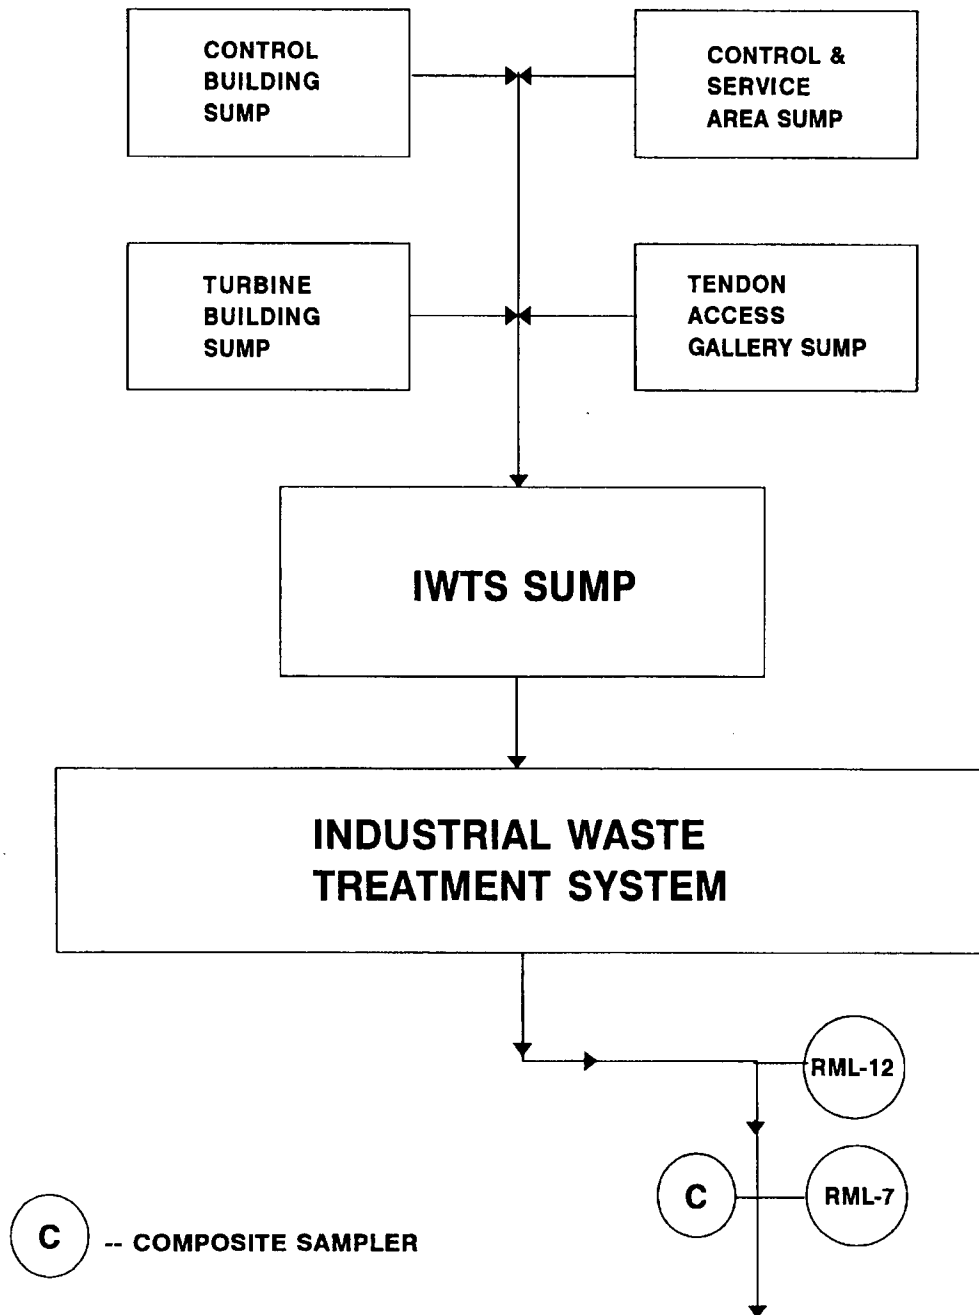 CONTROL
BUILDING
SUMP
CONTROL &
SERVICE
AREA SUMP
TURBINE
BUILDING
SUMP
TENDON
ACCESS
GALLERY SUMP
IWTS SUMP
INDUSTRIAL WASTE
TREATMENT SYSTEM
RML-12
C
RML-7
C -- COMPOSITE SAMPLER